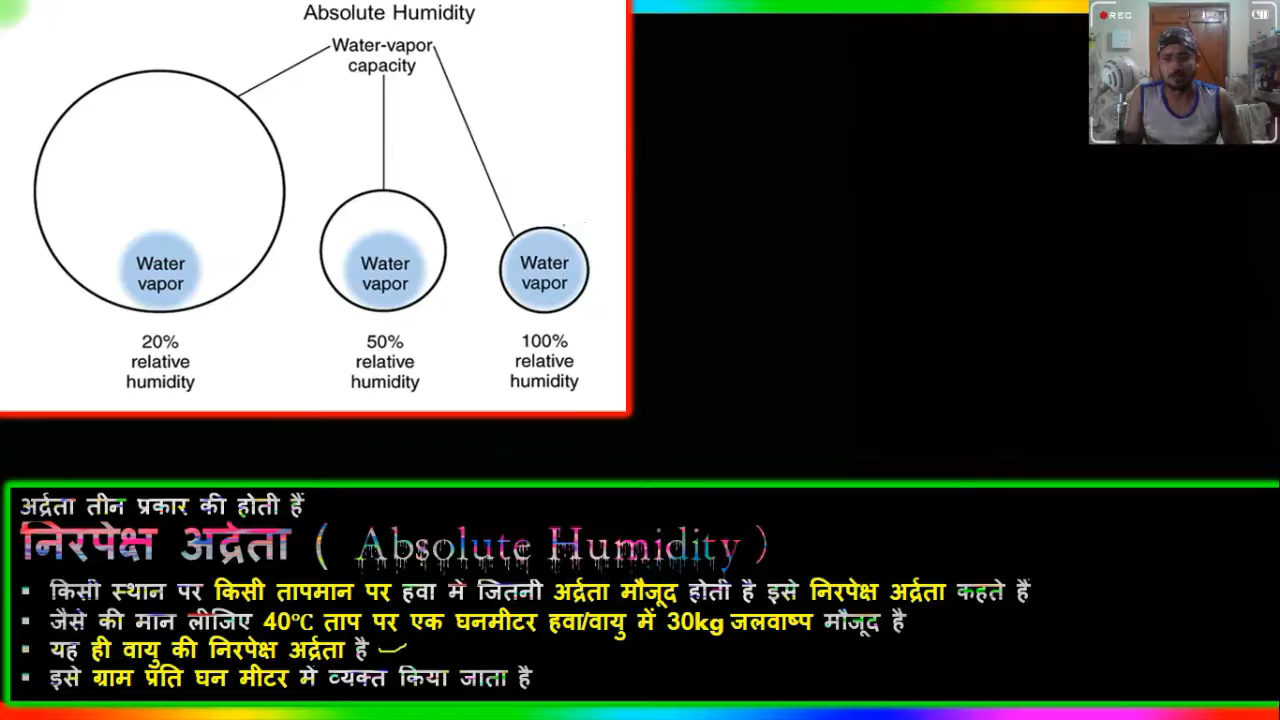 Absolute Humidity
Water-vapor
capacity
Water
vapor
Water
vapor
Water
vapor
20%
relative
humidity
50%
relative
humidity
100%
relative
humidity
REC
अर्द्रता तीन प्रकार की होती हैं
निरपेक्ष अर्द्रता ( Absolute Humidity )
▪ किसी स्थान पर किसी तापमान पर हवा में जितनी अर्द्रता मौजूद होती है इसे निरपेक्ष अर्द्रता कहते हैं
▪ जैसे की मान लीजिए 40°C ताप पर एक घनमीटर हवा/वायु में 30kg जलवाष्प मौजूद है
▪ यह ही वायु की निरपेक्ष अर्द्रता है
▪ इसे ग्राम प्रति घन मीटर में व्यक्त किया जाता है